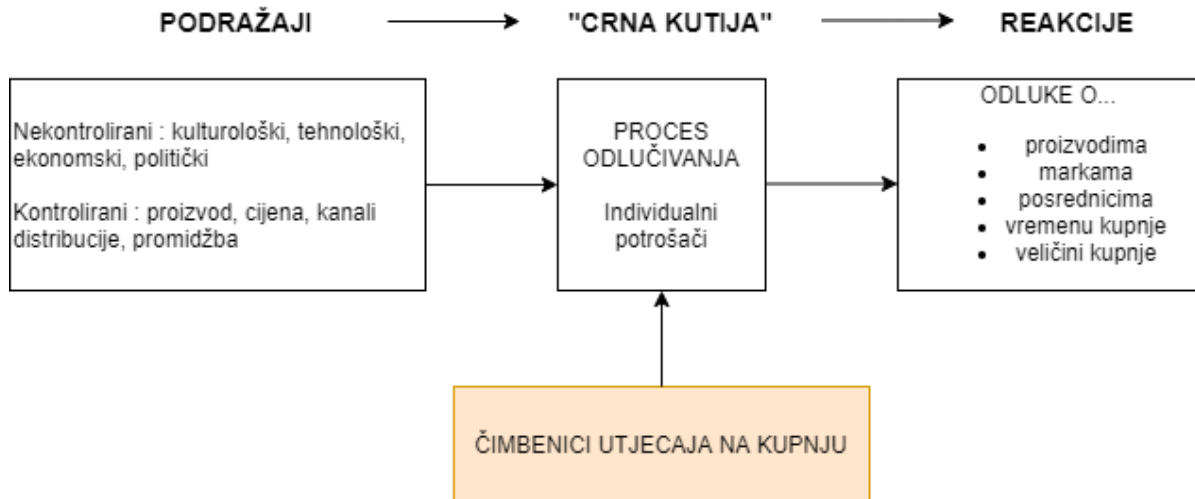 PODRAŽAJI
"CRNA KUTIJA"
REAKCIJE
Nekontrolirani : kulturološki, tehnološki,
ekonomski, politički
Kontrolirani : proizvod, cijena, kanali
distribucije, promidžba
PROCES
ODLUČIVANJA
Individualni
potrošači
ODLUKE O...
• proizvodima
• markama
• posrednicima
• vremenu kupnje
• veličini kupnje
ČIMBENICI UTJECAJA NA KUPNJU